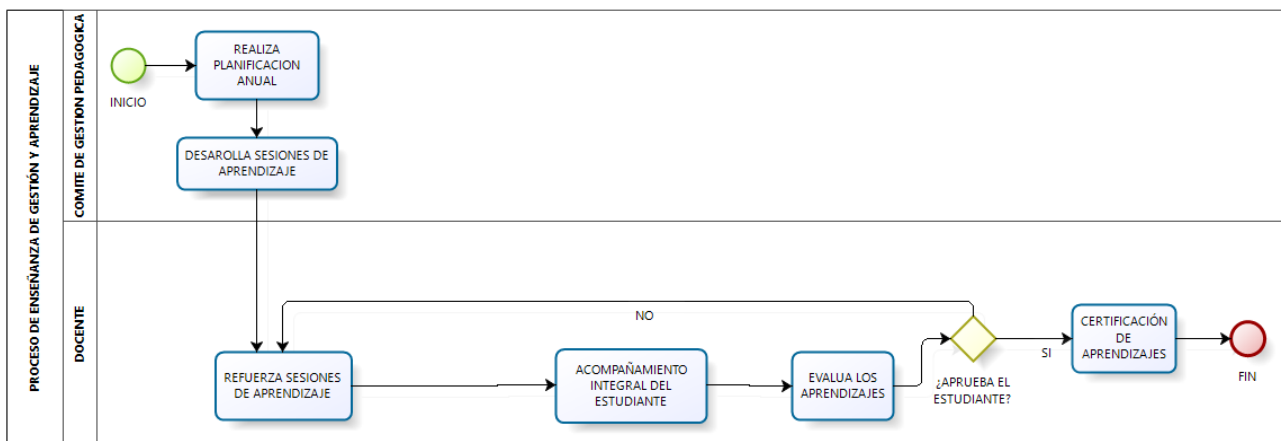 PROCESO DE ENSEÑANZA DE GESTIÓN Y APRENDIZAJE
COMITE DE GESTION PEDAGOGICA
INICIO
REALIZA
PLANIFICACION
ANUAL
DESAROLLA SESIONES DE
APRENDIZAJE
DOCENTE
REFUERZA SESIONES
DE APRENDIZAJE
ACOMPAÑAMIENTO
INTEGRAL DEL
ESTUDIANTE
EVALUA LOS
APRENDIZAJES
¿APRUEBA EL
ESTUDIANTE?
NO
SI
CERTIFICACIÓN
DE
APRENDIZAJES
FIN